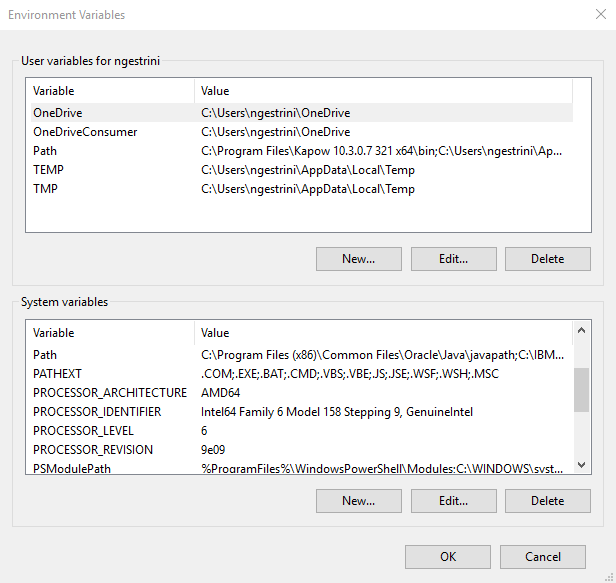 Environment Variables
User variables for ngestrini
Variable Value
OneDrive C:\Users\ngestrini\OneDrive
OneDriveConsumer C:\Users\ngestrini\OneDrive
Path C:\Program Files\Kapow 10.3.0.7 321 x64\bin;C:\Users\ngestrini\Ap...
TEMP C:\Users\ngestrini\AppData\Local\Temp
TMP C:\Users\ngestrini\AppData\Local\Temp
New... Edit... Delete
System variables
Variable Value
Path C:\Program Files (x86)\Common Files\Oracle\Java\javapath;C:\IBM...
PATHEXT .COM;.EXE;.BAT;.CMD;.VBS;.VBE;.JS;.JSE;.WSF;.WSH;.MSC
PROCESSOR_ARCHITECTURE AMD64
PROCESSOR_IDENTIFIER Intel64 Family 6 Model 158 Stepping 9, GenuineIntel
PROCESSOR_LEVEL 6
PROCESSOR_REVISION 9e09
PSModulePath %ProgramFiles%\WindowsPowerShell\Modules;C:\WINDOWS\syst...
New... Edit... Delete
OK Cancel